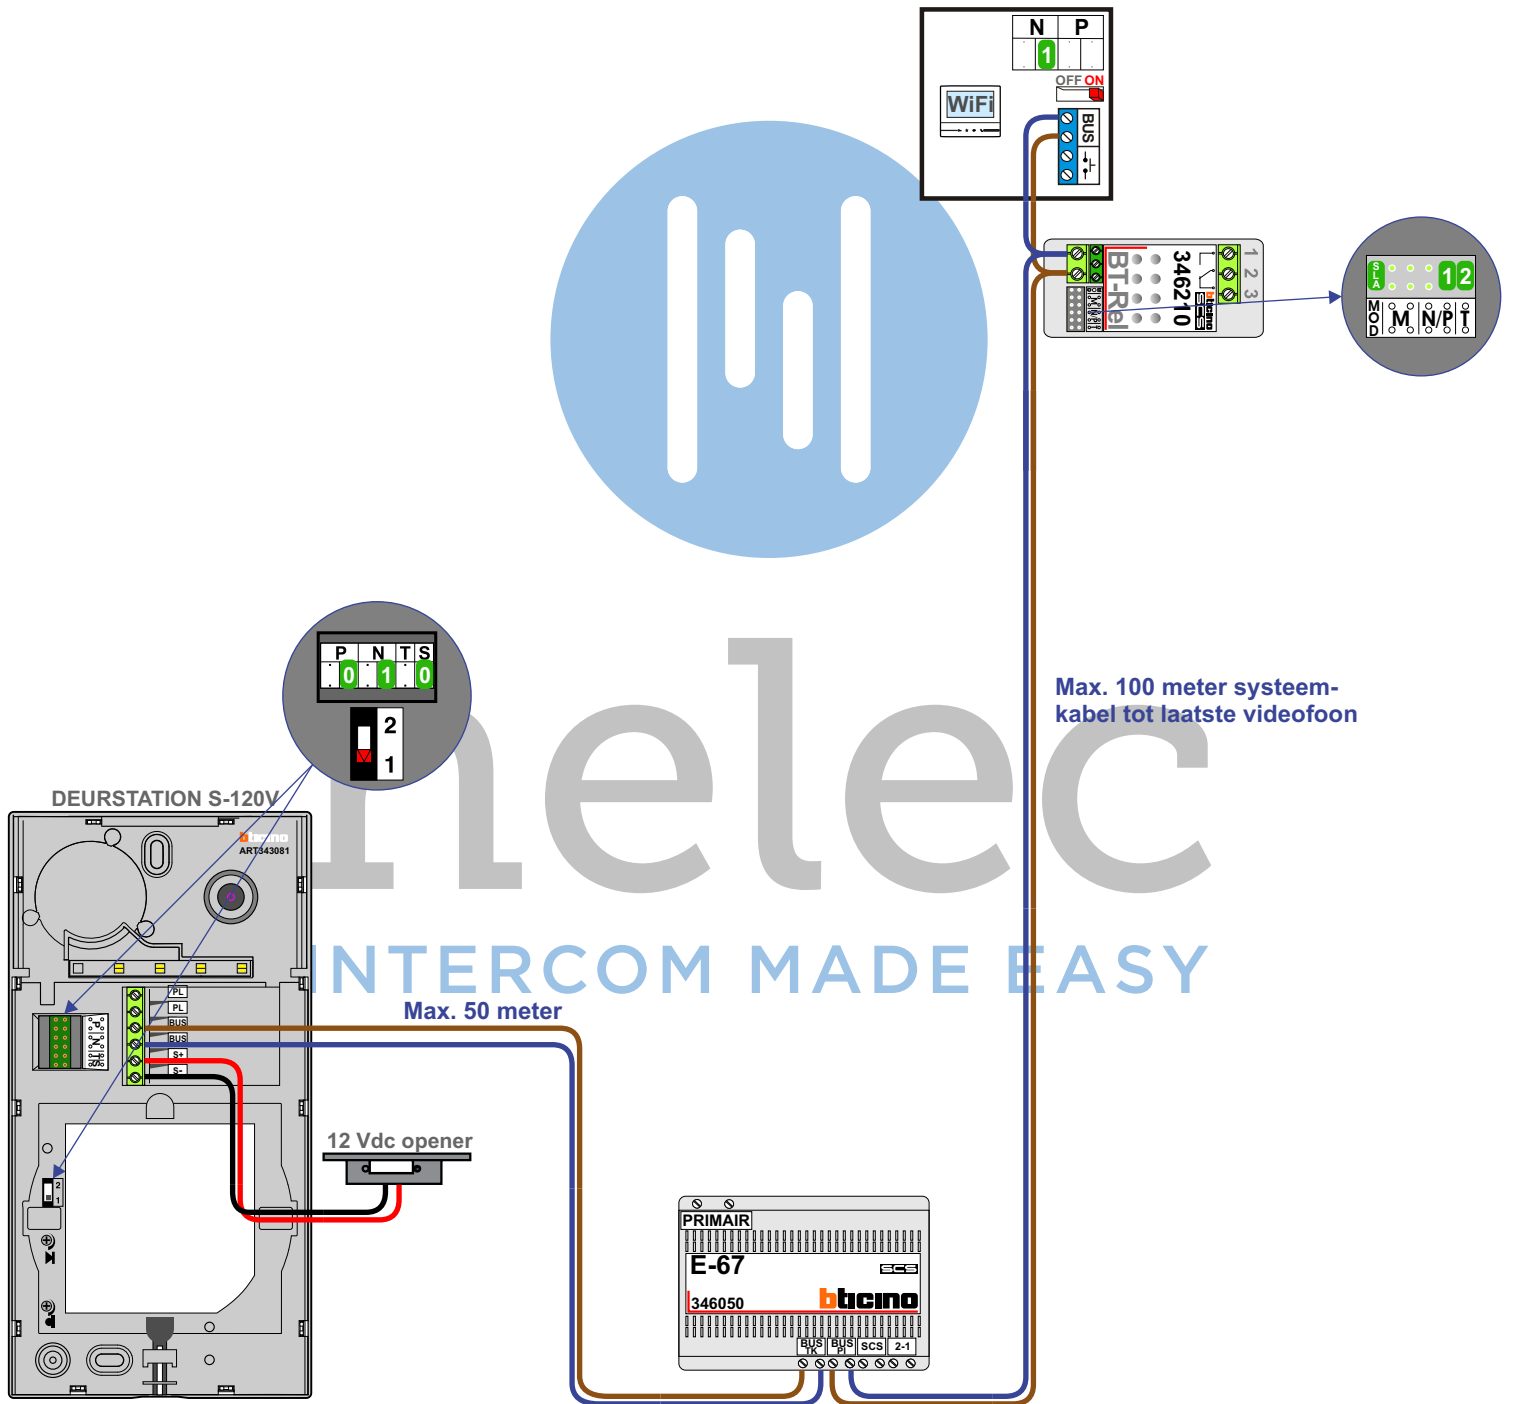 N P
1
OFF ON
WiFi
BUS
346210
BT-Rel
bticino
SCS
1
2
3
M N/P T
SLA
1 2
MOD
M N/P T
P N T S
0 1 0
2
1
nelec
INTERCOM MADE EASY
Max. 100 meter systeem-
kabel tot laatste videofoon
DEURSTATION S-120V
bticino
ART343081
PL
PL
BUS
BUS
S+
S-
P N T S
2
1
Max. 50 meter
12 Vdc opener
PRIMAIR
E-67
SCS
346050
bticino
BUS TK
BUS PI
SCS
2-1